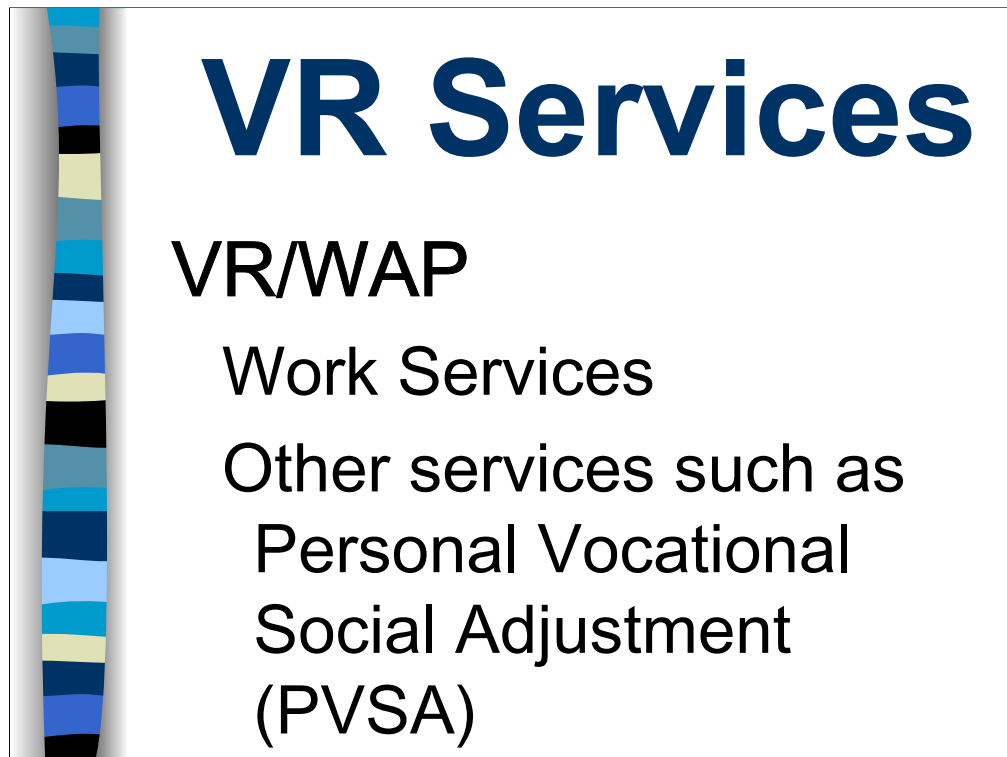 VR Services
VR/WAP
Work Services
Other services such as
Personal Vocational
Social Adjustment
(PVSA)